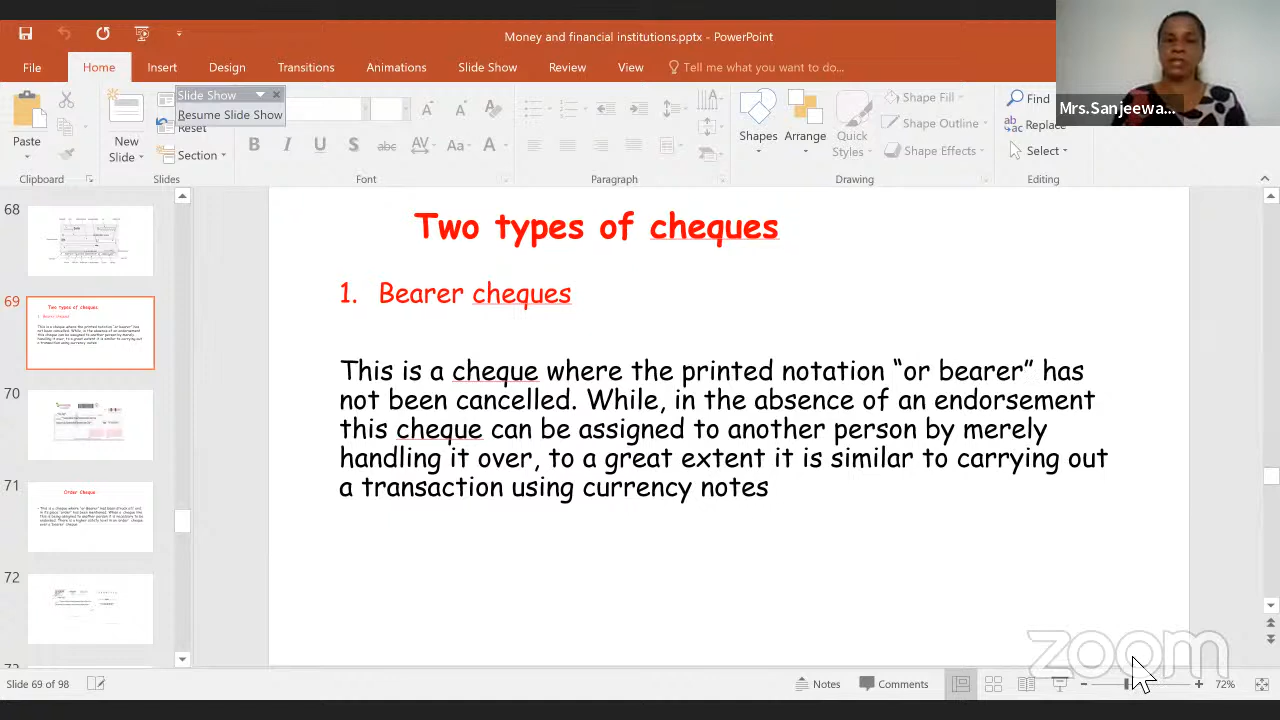 Money and financial institutions.pptx - PowerPoint
File Home Insert Design Transitions Animations Slide Show Review View Tell me what you want to do...
Mrs.Sanjeewa...
Slide Show
Resume Slide Show
Reset
Paste
New
Slide
Section
Shapes
Arrange
Quick
Styles
Shape Fill
Shape Outline
Shape Effects
Find
Replace
Select
Clipboard Slides Font Paragraph Drawing Editing
68
69
70
71
72
Two types of cheques
1. Bearer cheques
This is a cheque where the printed notation “or bearer” has
not been cancelled. While, in the absence of an endorsement
this cheque can be assigned to another person by merely
handling it over, to a great extent it is similar to carrying out
a transaction using currency notes
Order Cheque
zoom
Slide 69 of 98
Notes Comments 72%